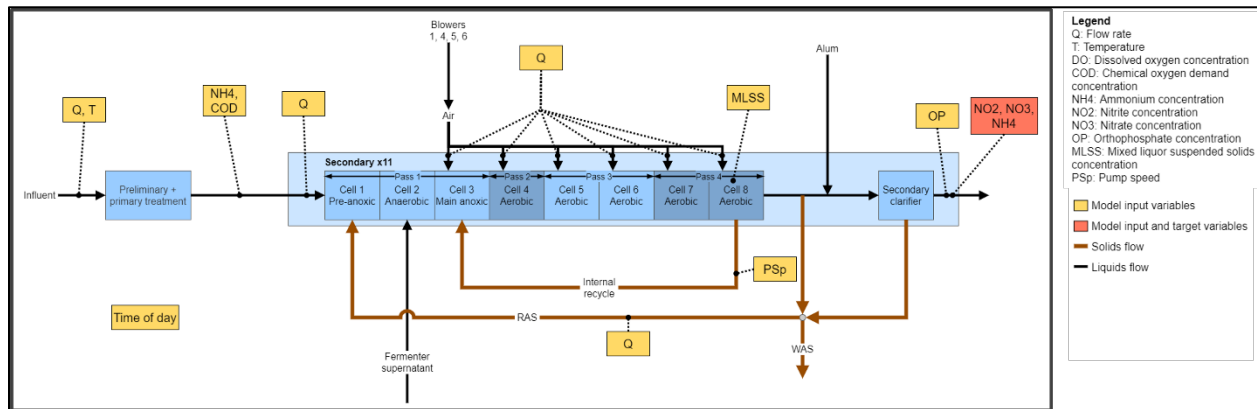 Blowers
1, 4, 5, 6
Alum
Q
NH4,
COD
Q
MLSS
Q, T
OP
NO2, NO3,
NH4
Air
Secondary x11
Pass 1
Pass 2
Pass 3
Pass 4
Influent
Preliminary +
primary treatment
Cell 1
Pre-anoxic
Cell 2
Anaerobic
Cell 3
Main anoxic
Cell 4
Aerobic
Cell 5
Aerobic
Cell 6
Aerobic
Cell 7
Aerobic
Cell 8
Aerobic
Secondary
clarifier
PSp
Internal
recycle
Time of day
RAS
Q
WAS
Fermenter
supernatant
Legend
Q: Flow rate
T: Temperature
DO: Dissolved oxygen concentration
COD: Chemical oxygen demand
concentration
NH4: Ammonium concentration
NO2: Nitrite concentration
NO3: Nitrate concentration
OP: Orthophosphate concentration
MLSS: Mixed liquor suspended solids
concentration
PSp: Pump speed
Model input variables
Model input and target variables
Solids flow
Liquids flow